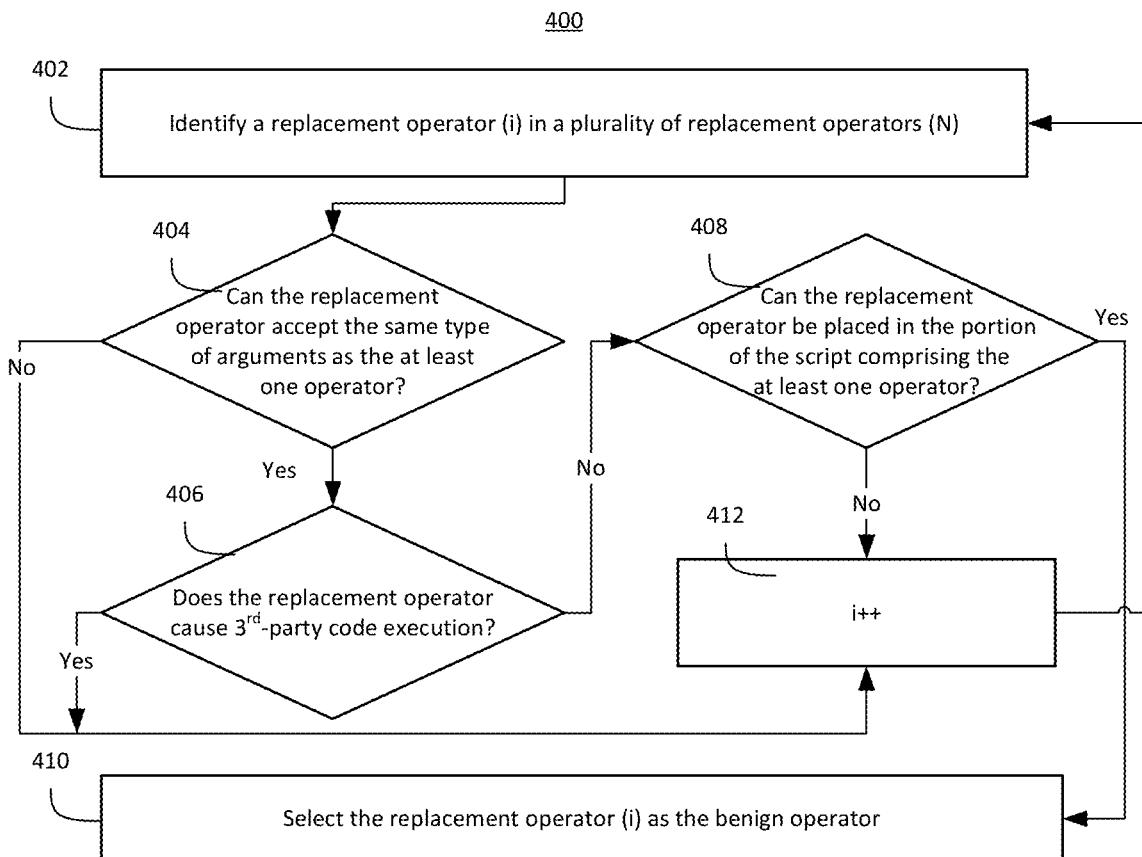 400
402
Identify a replacement operator (i) in a plurality of replacement operators (N)
404
Can the replacement
operator accept the same type
of arguments as the at least
one operator?
No
Yes
406
Does the replacement operator
cause 3rd-party code execution?
Yes
No
408
Can the replacement
operator be placed in the portion
of the script comprising the
at least one operator?
Yes
No
412
i++
410
Select the replacement operator (i) as the benign operator